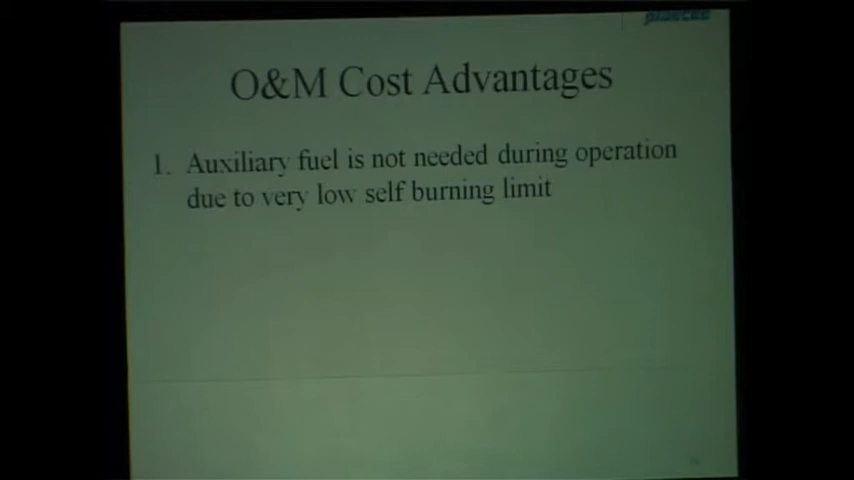 O&M Cost Advantages
1. Auxiliary fuel is not needed during operation
due to very low self burning limit